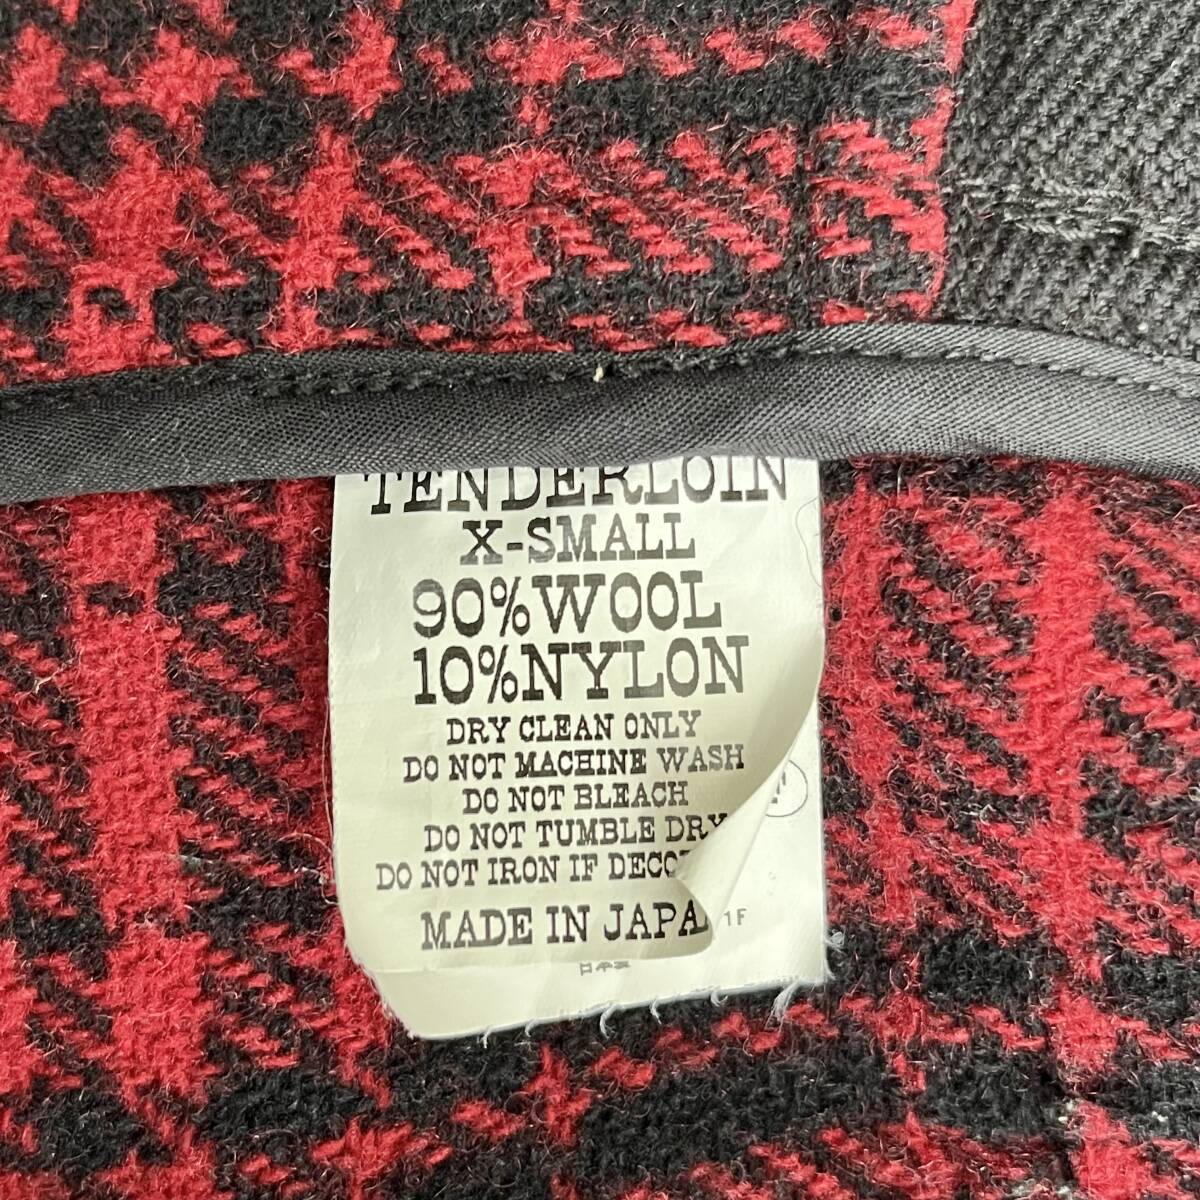 TENDERLOIN
X-SMALL
90%WOOL
10%NYLON
DRY CLEAN ONLY
DO NOT MACHINE WASH
DO NOT BLEACH
DO NOT TUMBLE DRY
DO NOT IRON IF
MADE IN JAPA
1F